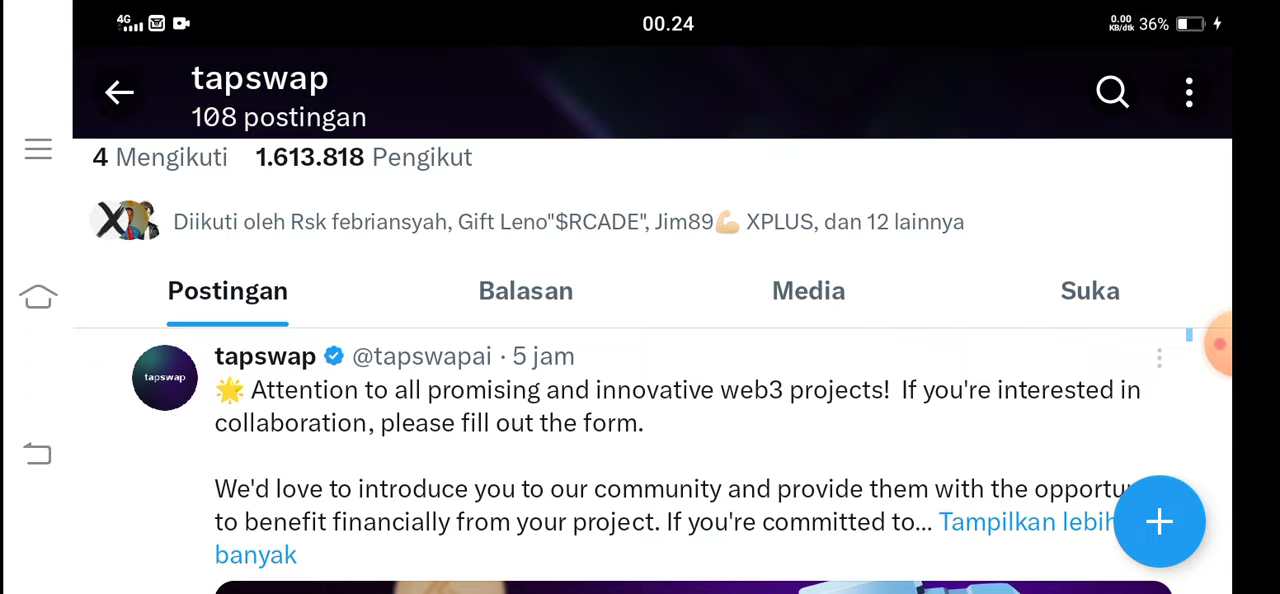 4G 00.24 0.00 KB/dtk 36%
tapswap
108 postingan
4 Mengikuti 1.613.818 Pengikut
Diikuti oleh Rsk febriansyah, Gift Leno"$RCADE", Jim89💪🏼 XPLUS, dan 12 lainnya
Postingan Balasan Media Suka
tapswap @tapswapai · 5 jam
tapswap
🌟 Attention to all promising and innovative web3 projects! If you're interested in
collaboration, please fill out the form.
We'd love to introduce you to our community and provide them with the
to benefit financially from your project. If you're committed to... Tampilkan lebih
banyak